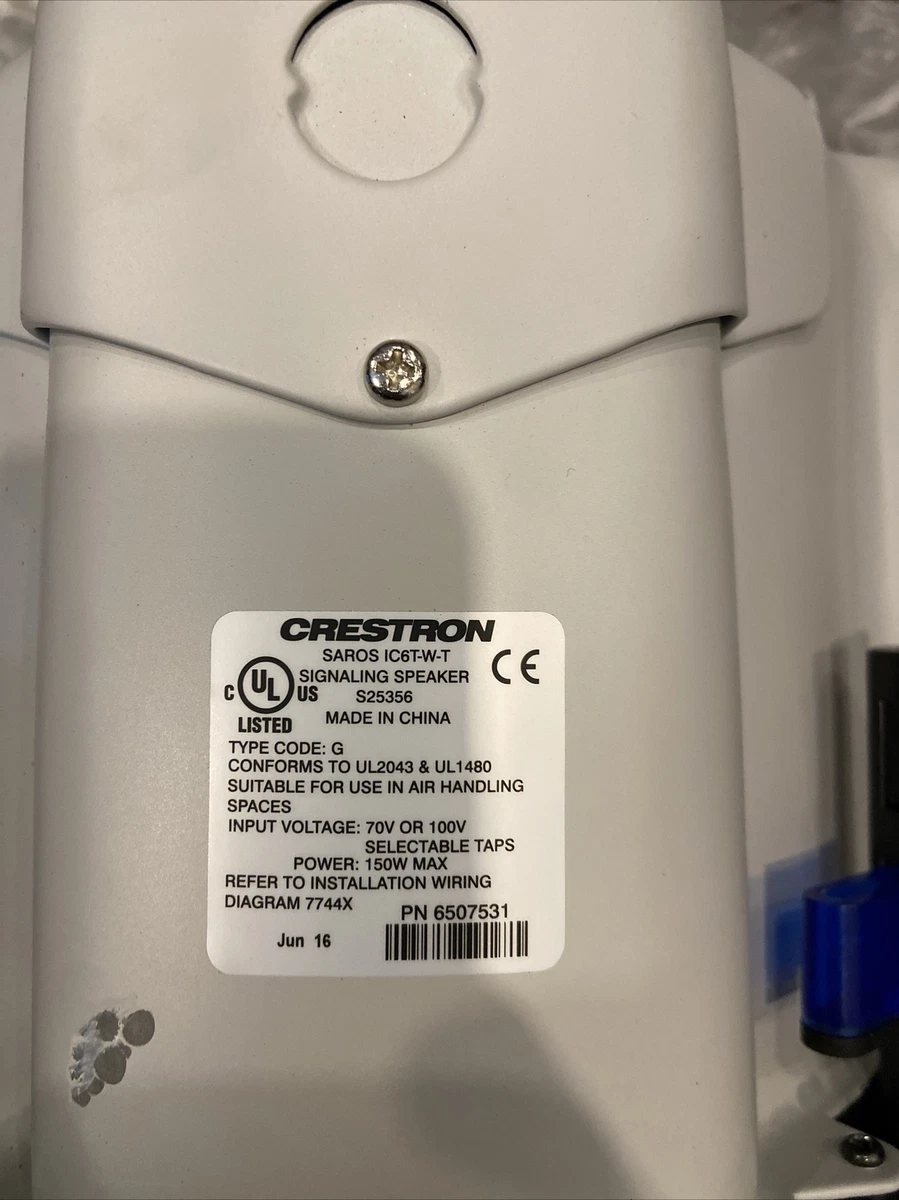 CRESTRON
SAROS IC6T-W-T
CE
SIGNALING SPEAKER
C UL US
S25356
LISTED
MADE IN CHINA
TYPE CODE: G
CONFORMS TO UL2043 & UL1480
SUITABLE FOR USE IN AIR HANDLING
SPACES
INPUT VOLTAGE: 70V OR 100V
SELECTABLE TAPS
POWER: 150W MAX
REFER TO INSTALLATION WIRING
DIAGRAM 7744X
PN 6507531
Jun 16